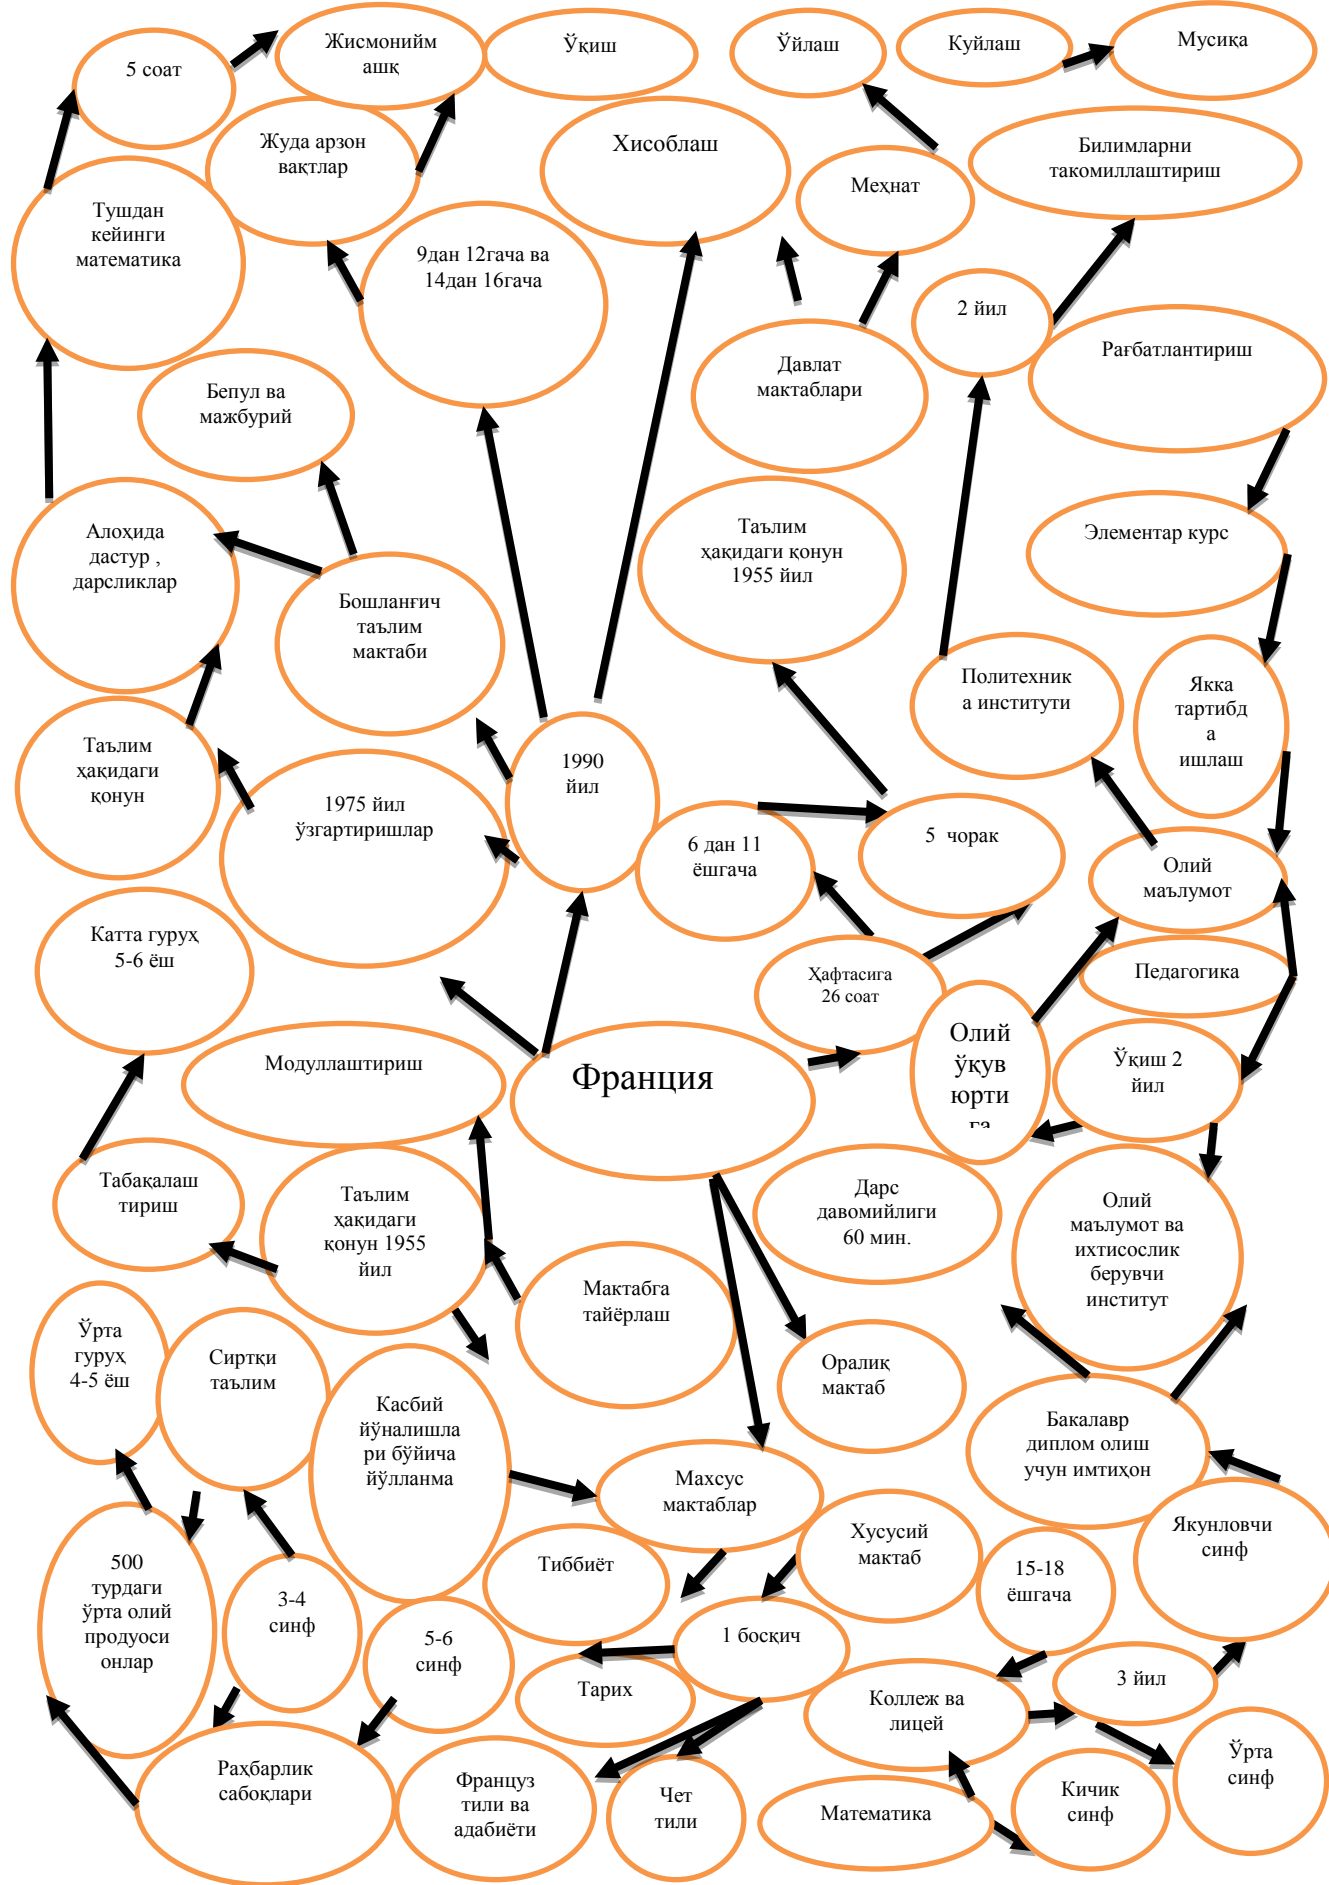 5 соат
Жисмонийм
ашқ
Ўқиш
Ўйлаш
Куйлаш
Мусиқа
Жуда арзон
вақтлар
Хисоблаш
Меҳнат
Билимларни
такомиллаштириш
Тушдан
кейинги
математика
9дан 12гача ва
14дан 16гача
2 йил
Рағбатлантириш
Бепул ва
мажбурий
Давлат
мактаблари
Алоҳида
дастур ,
дарсликлар
Таълим
ҳақидаги қонун
1955 йил
Элементар курс
Бошланғич
таълим
мактаби
Политехник
а институти
Якка
тартибд
а
ишлаш
Таълим
ҳақидаги
қонун
1975 йил
ўзгартиришлар
1990
йил
6 дан 11
ёшгача
5 чорак
Олий
маълумот
Катта гуруҳ
5-6 ёш
Ҳафтасига
26 соат
Педагогика
Модуллаштириш
Франция
Олий
ўқув
юрти
га
Ўқиш 2
йил
Табақалаш
тириш
Таълим
ҳақидаги
қонун 1955
йил
Дарс
давомийлиги
60 мин.
Олий
маълумот ва
ихтисослик
берувчи
институт
Мактабга
тайёрлаш
Ўрта
гуруҳ
4-5 ёш
Сиртқи
таълим
Касбий
йўналишла
ри бўйича
йўлланма
Оралиқ
мактаб
Бакалавр
диплом олиш
учун имтиҳон
Махсус
мактаблар
Хусусий
мактаб
Якунловчи
синф
500
турдаги
ўрта олий
продуоси
онлар
3-4
синф
Тиббиёт
15-18
ёшгача
5-6
синф
1 босқич
Тарих
Коллеж ва
лицей
3 йил
Раҳбарлик
сабоқлари
Француз
тили ва
адабиёти
Чет
тили
Математика
Кичик
синф
Ўрта
синф